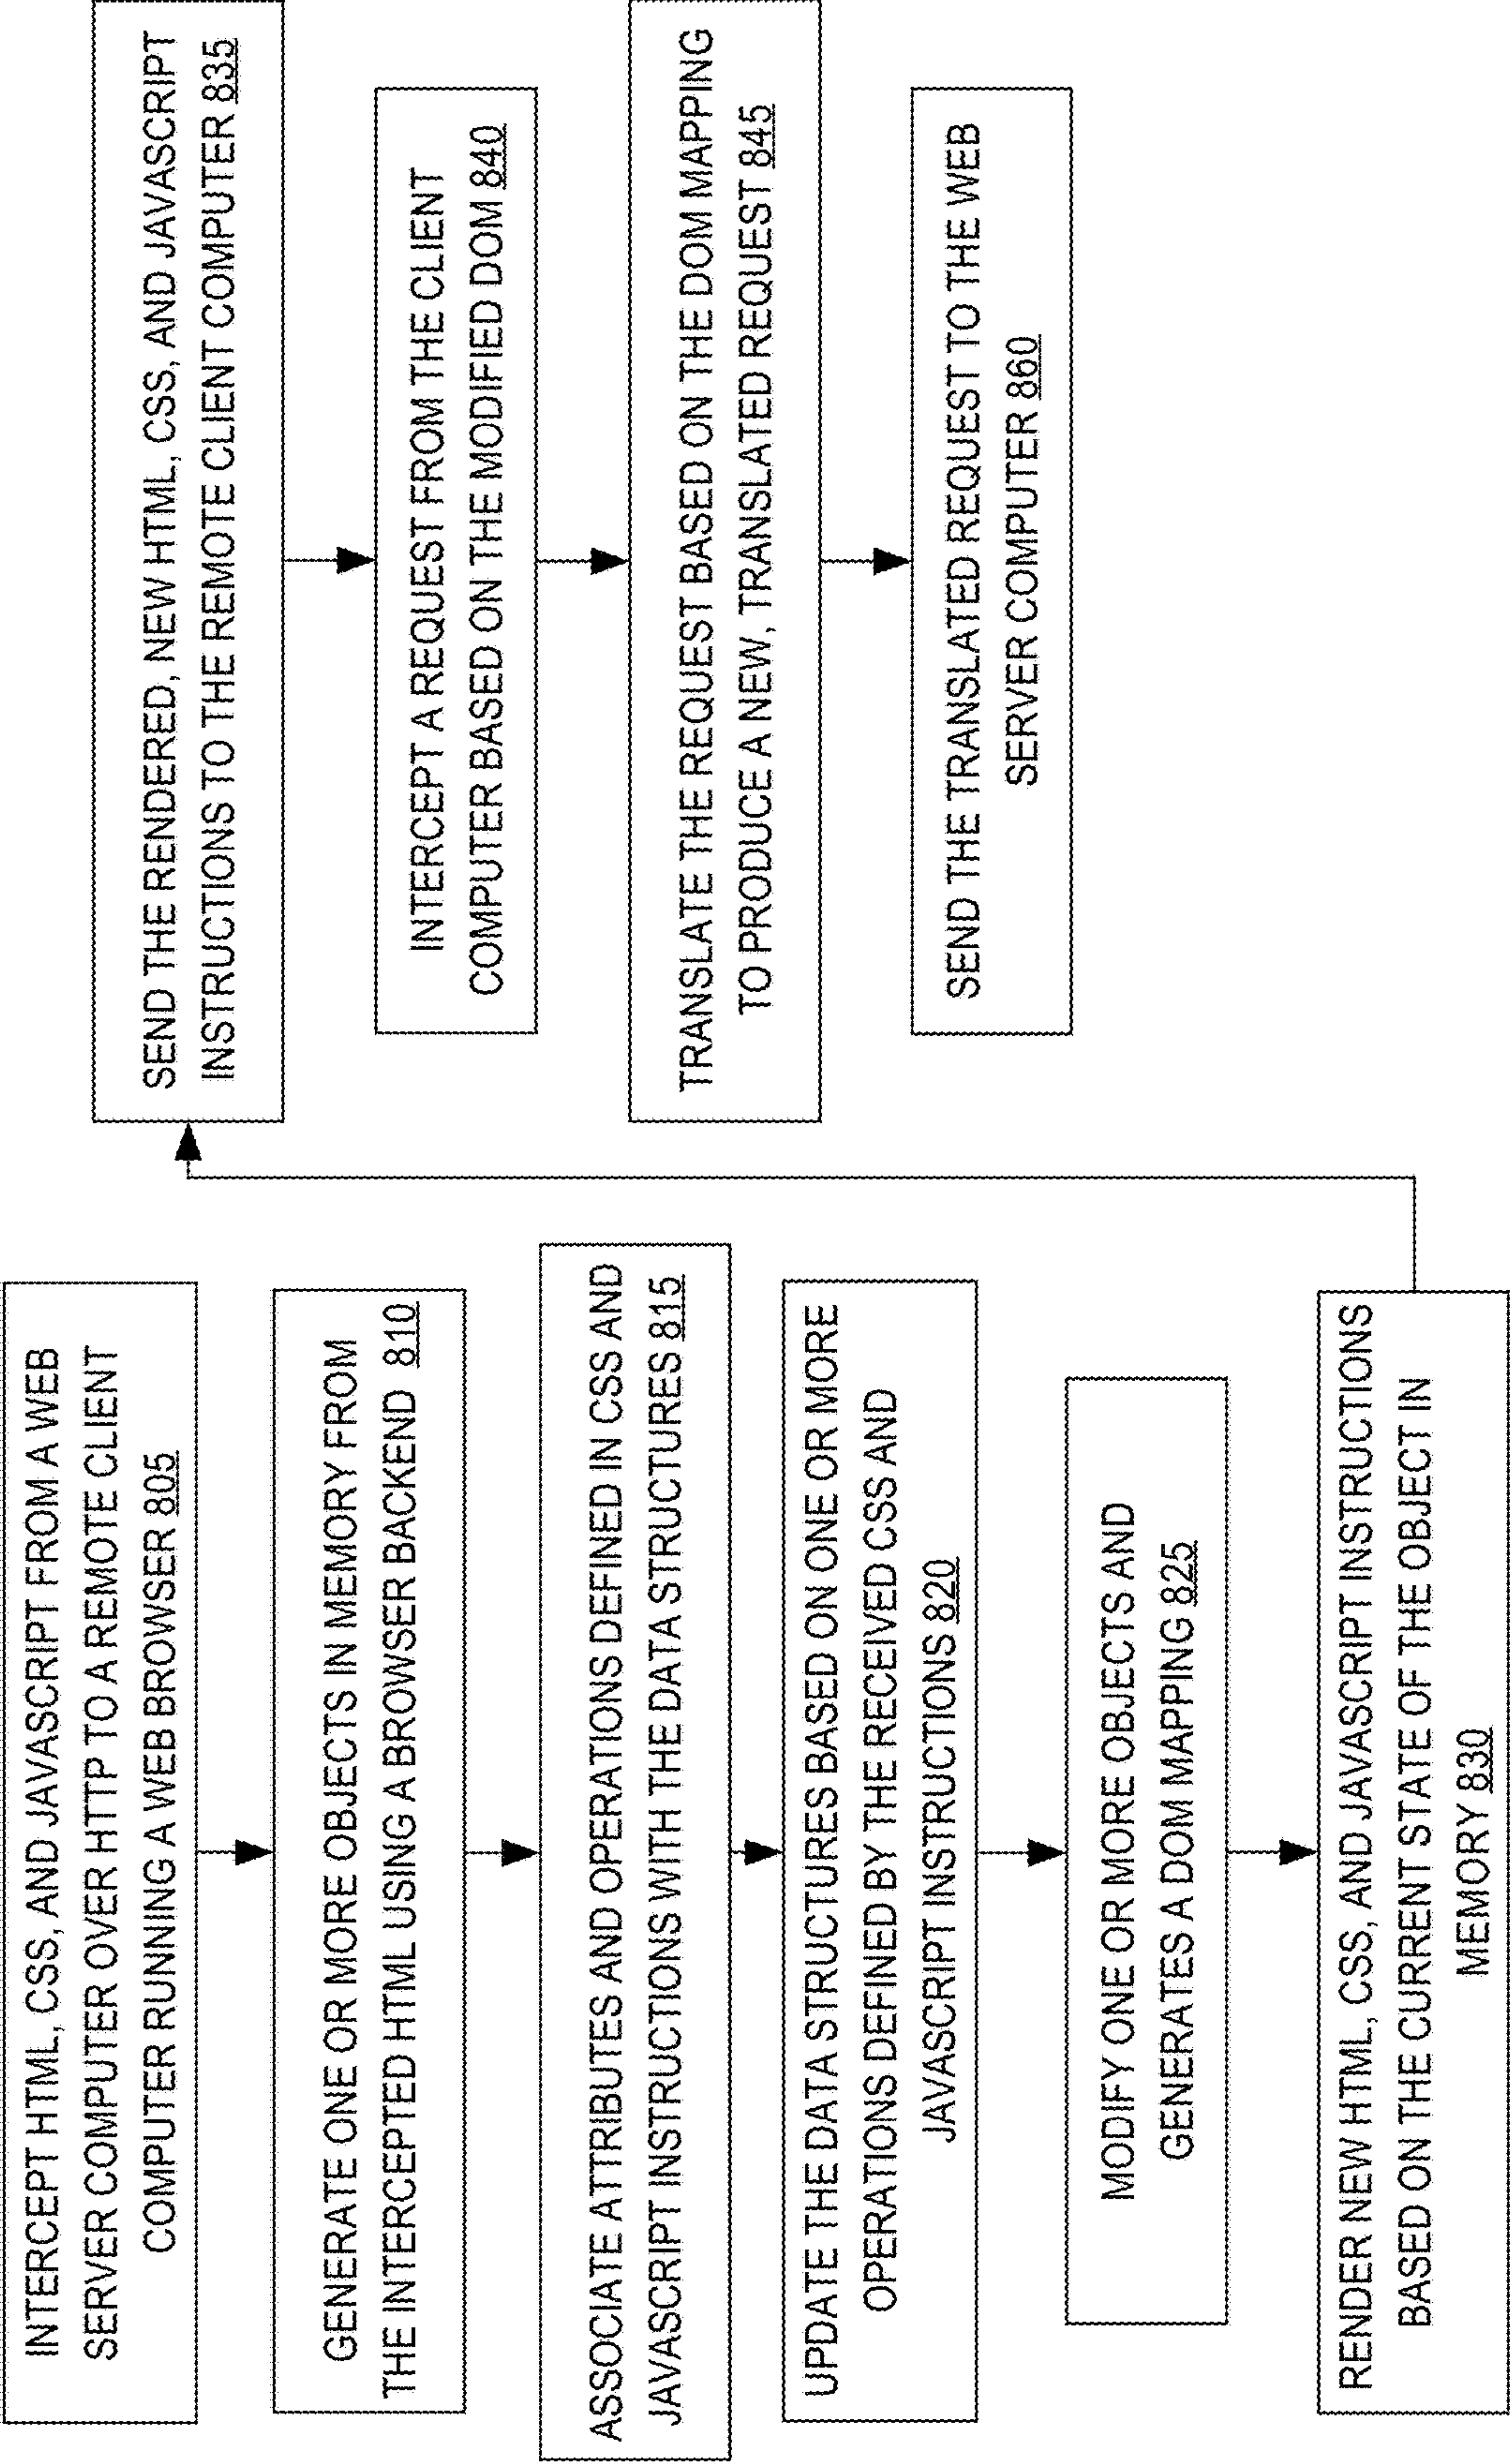 INTERCEPT HTML, CSS, AND JAVASCRIPT FROM A WEB
SERVER COMPUTER OVER HTTP TO A REMOTE CLIENT
COMPUTER RUNNING A WEB BROWSER 805
GENERATE ONE OR MORE OBJECTS IN MEMORY FROM
THE INTERCEPTED HTML USING A BROWSER BACKEND 810
ASSOCIATE ATTRIBUTES AND OPERATIONS DEFINED IN CSS AND
JAVASCRIPT INSTRUCTIONS WITH THE DATA STRUCTURES 815
UPDATE THE DATA STRUCTURES BASED ON ONE OR MORE
OPERATIONS DEFINED BY THE RECEIVED CSS AND
JAVASCRIPT INSTRUCTIONS 820
MODIFY ONE OR MORE OBJECTS AND
GENERATES A DOM MAPPING 825
RENDER NEW HTML, CSS, AND JAVASCRIPT INSTRUCTIONS
BASED ON THE CURRENT STATE OF THE OBJECT IN
MEMORY 830
SEND THE RENDERED, NEW HTML, CSS, AND JAVASCRIPT
INSTRUCTIONS TO THE REMOTE CLIENT COMPUTER 835
INTERCEPT A REQUEST FROM THE CLIENT
COMPUTER BASED ON THE MODIFIED DOM 840
TRANSLATE THE REQUEST BASED ON THE DOM MAPPING
TO PRODUCE A NEW, TRANSLATED REQUEST 845
SEND THE TRANSLATED REQUEST TO THE WEB
SERVER COMPUTER 860